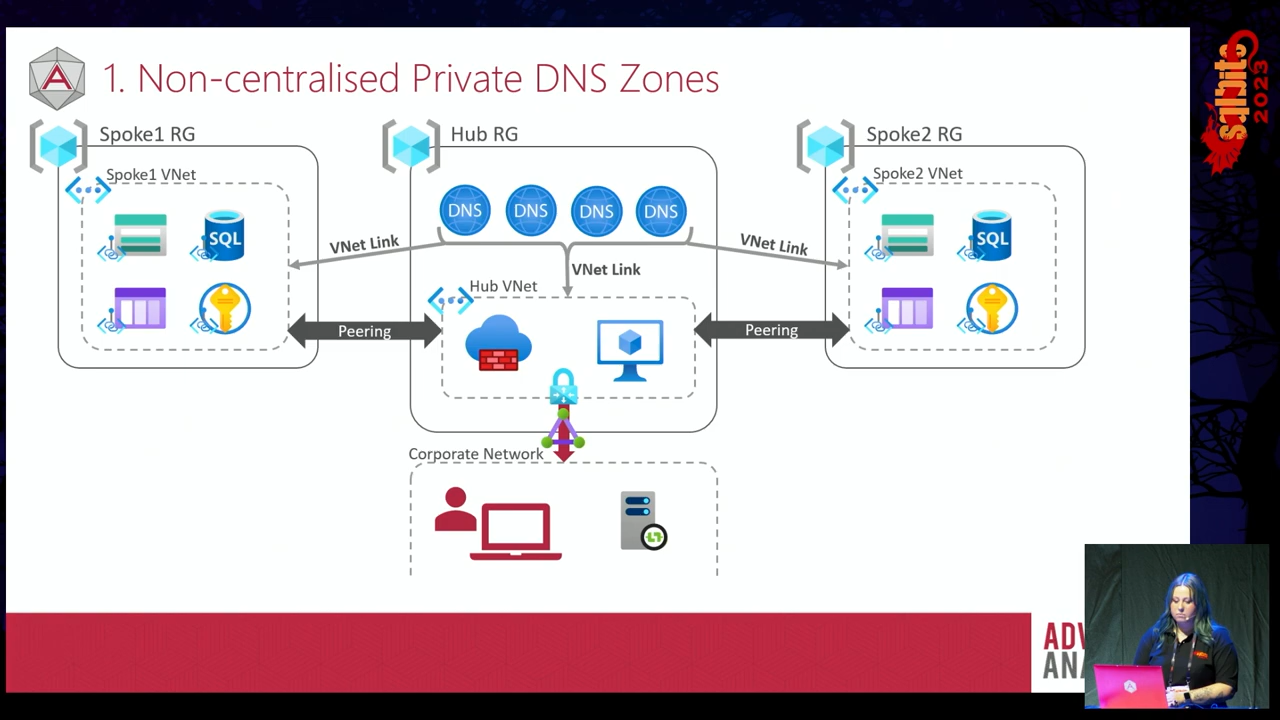 1. Non-centralised Private DNS Zones
Spoke1 RG
Hub RG
Spoke2 RG
Spoke1 VNet
Spoke2 VNet
DNS
DNS
DNS
DNS
SQL
SQL
VNet Link
VNet Link
VNet Link
Hub VNet
Peering
Peering
Corporate Network
ADV
ANA
sqlbits
2023